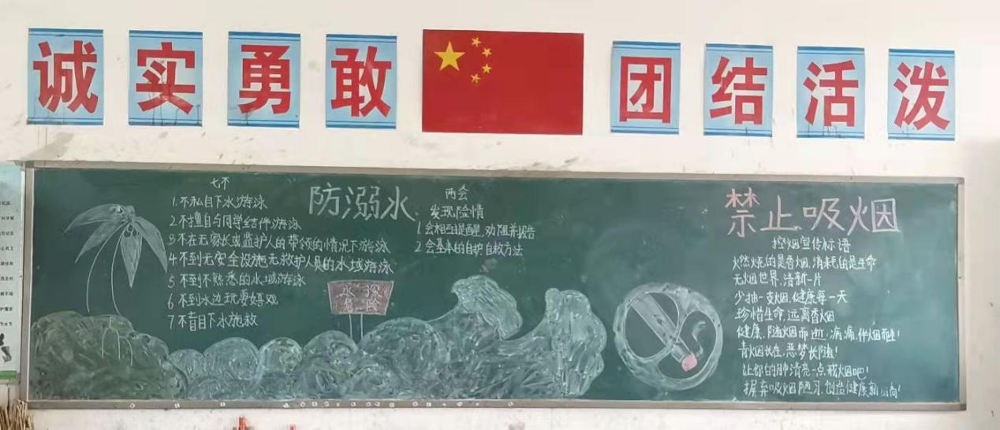 诚实勇敢 团结活泼
七不
1.不私自下水游泳
2.不擅自与同学结伴游泳
3.不在无家长或监护人的带领的情况下游泳
4.不到无安全设施无救护人员的水域游泳
5 不到不熟悉的水域游泳
6 不到水边玩耍嬉戏
7 不盲目下水施救
防溺水
两会
发现险情
1.会相互提醒,劝阻并报告
2.会基本的自护,自救方法
水深
危险
禁止吸烟
控烟宣传标语
燃烧的是香烟,消耗的是生命
无烟世界,清新一片
少抽一支烟,健康每一天
珍惜生命,远离香烟
健康,随烟而逝.病痛,伴烟而生!
青烟长在,恶梦长随!
让你的肺清亮一点,戒烟吧!
摒弃吸烟陋习,创造健康新